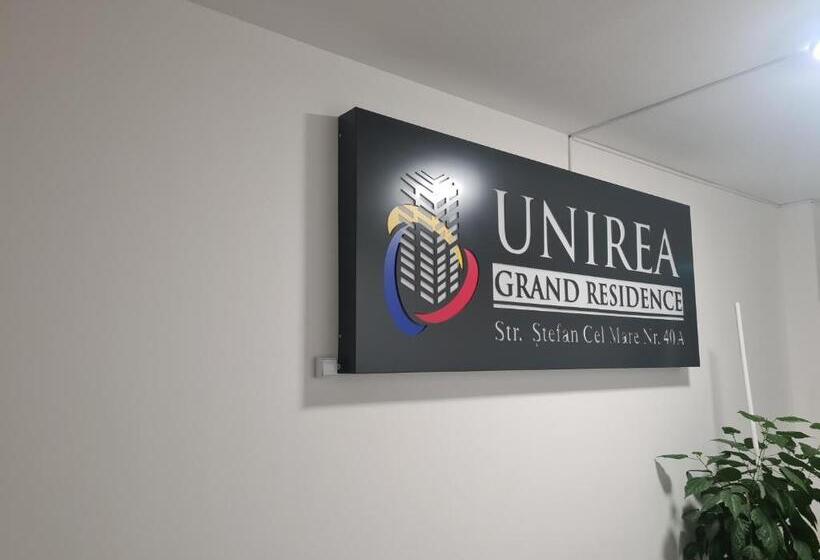 UNIREA
GRAND RESIDENCE
Str. Ștefan Cel Mare Nr. 40A